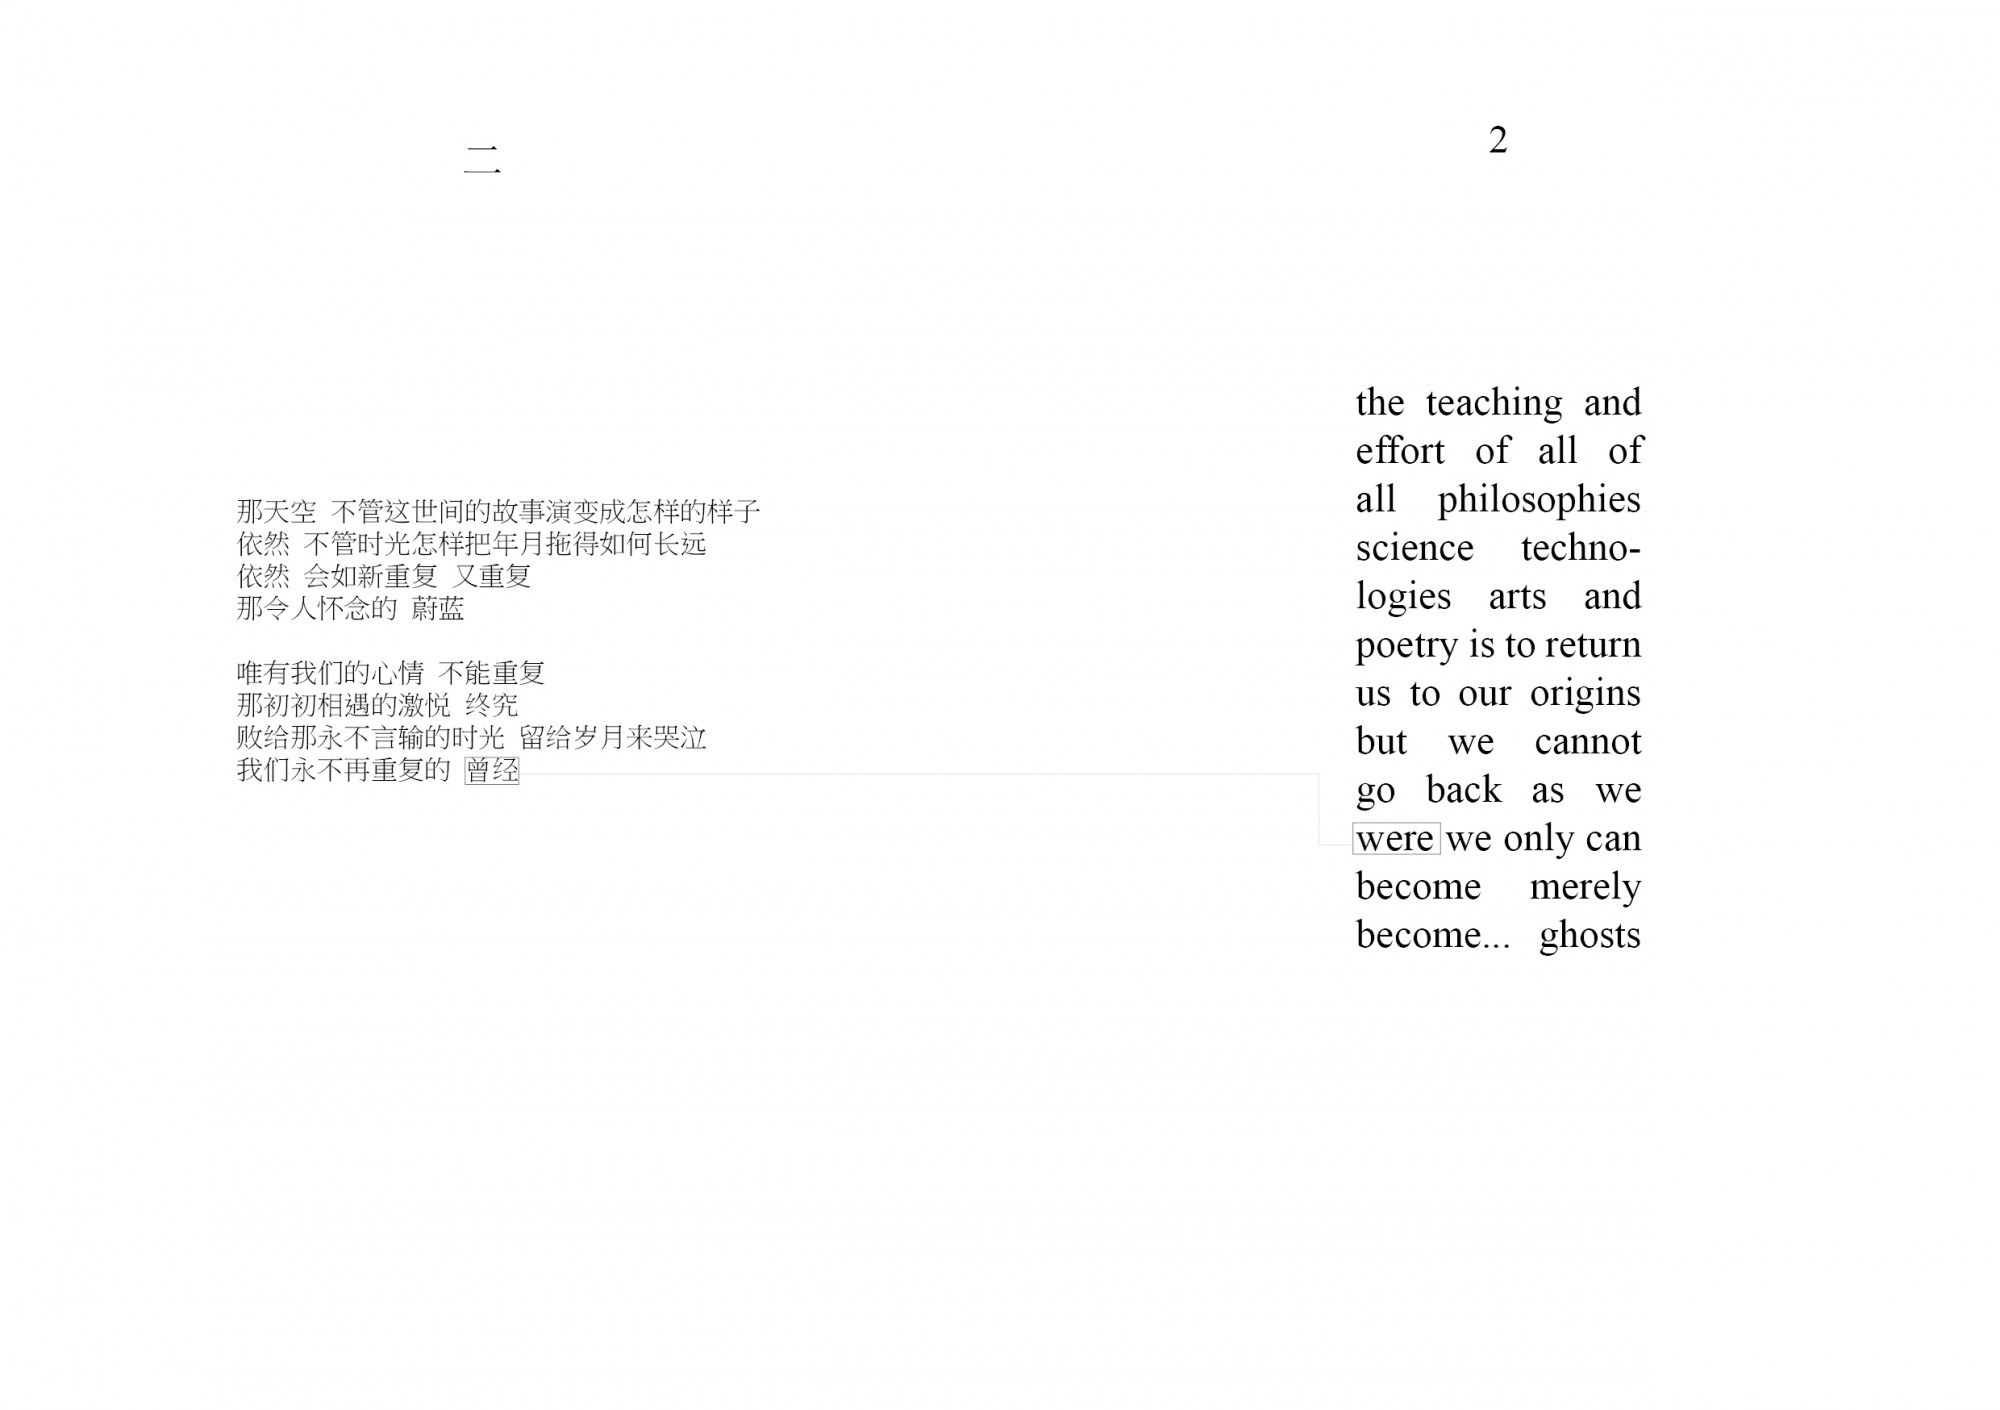 二
那天空 不管这世间的故事演变成怎样的样子
依然 不管时光怎样把年月拖得如何长远
依然 会如新重复 又重复
那令人怀念的 蔚蓝
唯有我们的心情 不能重复
那初初相遇的激悦 终究
败给那永不言输的时光 留给岁月来哭泣
我们永不再重复的 曾经
2
the teaching and
effort of all of
all philosophies
science techno-
logies arts and
poetry is to return
us to our origins
but we cannot
go back as we
were we only can
become merely
become... ghosts